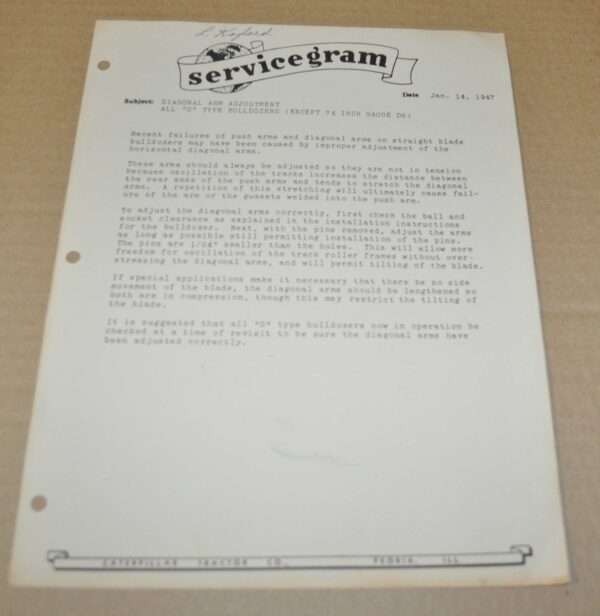 servicegram
Date Jan. 14, 1947
Subject: DIAGONAL ARM ADJUSTMENT
ALL "S" TYPE BULLDOZERS (EXCEPT 74 INCH GAUGE D6)
Recent failures of push arms and diagonal arms on straight blade
bulldozers may have been caused by improper adjustment of the
horizontal diagonal arms.
These arms should always be adjusted so they are not in tension
because oscillation of the tracks increases the distance between
the rear ends of the push arms and tends to stretch the diagonal
arms. A repetition of this stretching will ultimately cause fail-
ure of the arm or the gussets welded into the push arm.
To adjust the diagonal arms correctly, first check the ball and
socket clearance as explained in the installation instructions
for the bulldozer. Next, with the pins removed, adjust the arms
as long as possible still permitting installation of the pins.
The pins are 1/64" smaller than the holes. This will allow more
freedom for oscillation of the track roller frames without over-
stressing the diagonal arms, and will permit tilting of the blade.
If special applications make it necessary that there be no side
movement of the blade, the diagonal arms should be lengthened so
both are in compression, though this may restrict the tilting of
the blade.
It is suggested that all "S" type bulldozers now in operation be
checked at a time of revisit to be sure the diagonal arms have
been adjusted correctly.
CATERPILLAR TRACTOR CO., PEORIA, ILL.